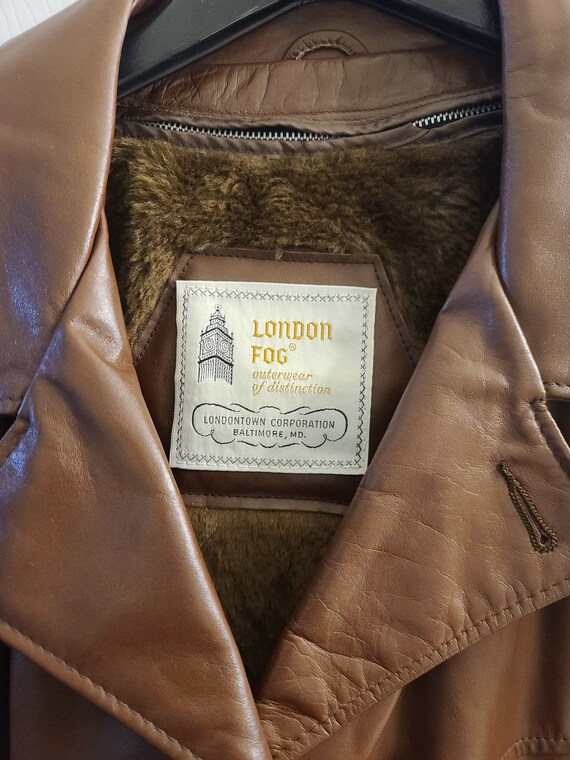 LONDON
FOG®
outerwear
of distinction
LONDONTOWN CORPORATION
BALTIMORE, MD.